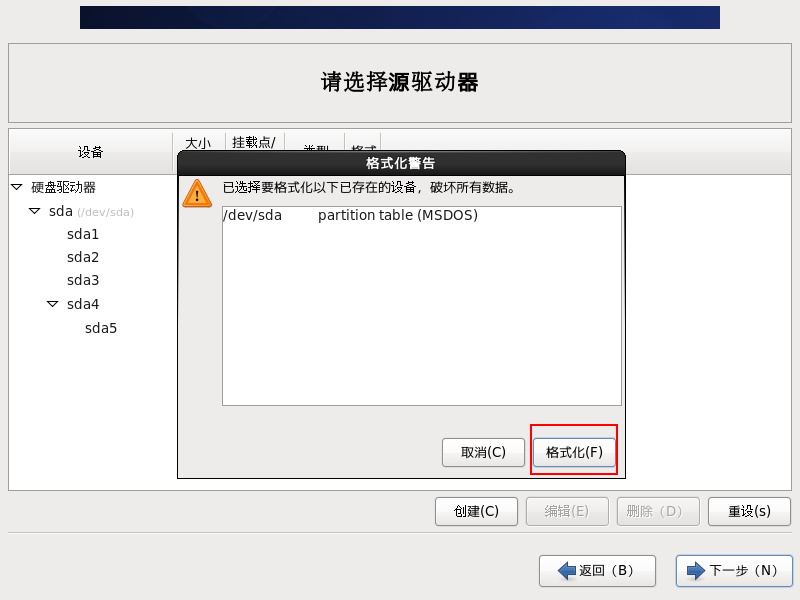 请选择源驱动器
设备
大小
挂载点/
格式化警告
硬盘驱动器
sda (/dev/sda)
sda1
sda2
sda3
sda4
sda5
已选择要格式化以下已存在的设备，破坏所有数据。
/dev/sda partition table (MSDOS)
取消(C) 格式化(F)
创建(C) 编辑(E) 删除（D） 重设(s)
返回（B） 下一步（N）